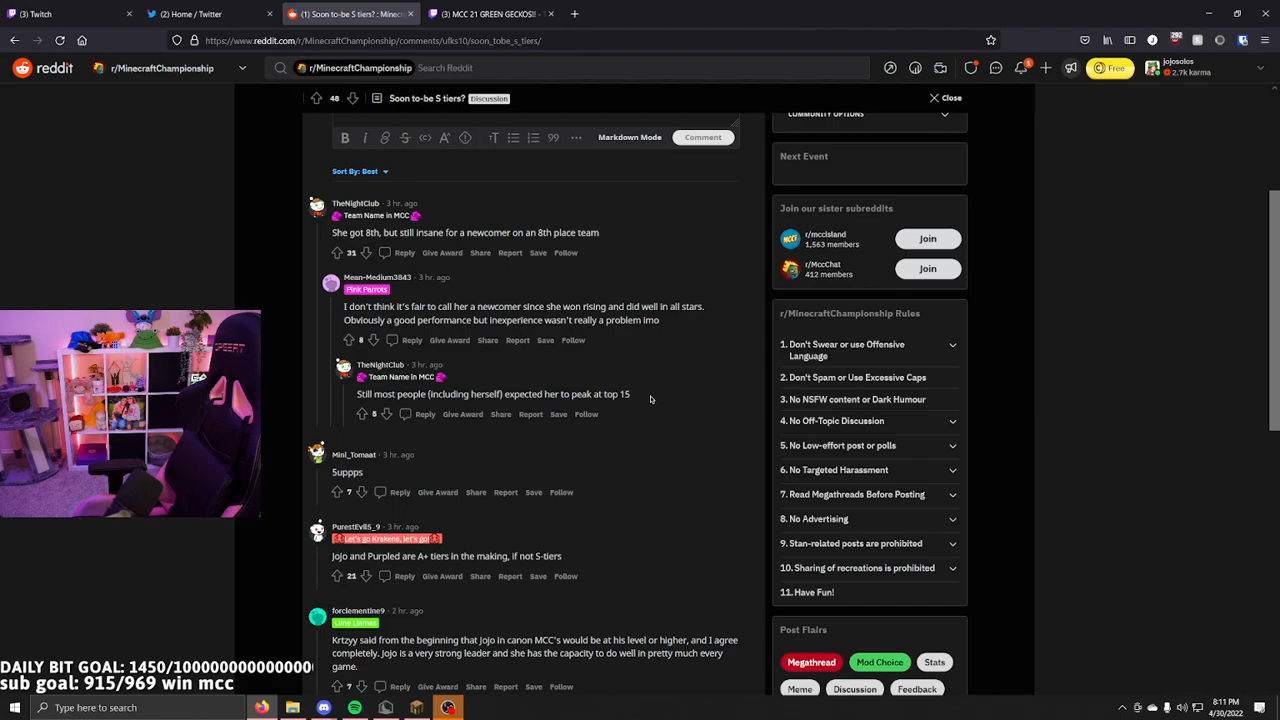 (3) Twitch
(2) Home / Twitter
(1) Soon to-be S tiers? : Minec
(3) MCC 21 GREEN GECKOS!! - T
https://www.reddit.com/r/MinecraftChampionship/comments/ufks10/soon_tobe_s_tiers/
292
reddit
r/MinecraftChampionship
r/MinecraftChampionship
Search Reddit
1
Free
jojosolos
2.7k karma
48
Soon to-be S tiers?
Discussion
Close
Markdown Mode
Comment
Sort By: Best
TheNightClub · 3 hr. ago
Team Name in MCC
She got 8th, but still insane for a newcomer on an 8th place team
31 Reply Give Award Share Report Save Follow
Mean-Medium3843 · 3 hr. ago
Pink Parrots
I don't think it's fair to call her a newcomer since she won rising and did well in all stars.
Obviously a good performance but inexperience wasn't really a problem imo
8 Reply Give Award Share Report Save Follow
TheNightClub · 3 hr. ago
Team Name in MCC
Still most people (including herself) expected her to peak at top 15
5 Reply Give Award Share Report Save Follow
Mini_Tomaat · 3 hr. ago
5uppps
7 Reply Give Award Share Report Save Follow
PurestEvil5_9 · 3 hr. ago
Let's go Krakens, let's go!
Jojo and Purpled are A+ tiers in the making, if not S-tiers
21 Reply Give Award Share Report Save Follow
forclementine9 · 2 hr. ago
Lime Llamas
Krtzyy said from the beginning that Jojo in canon MCC's would be at his level or higher, and I agree
completely. Jojo is a very strong leader and she has the capacity to do well in pretty much every
game.
7 Reply Give Award Share Report Save Follow
COMMUNITY OPTIONS
Next Event
Join our sister subreddits
r/mccisland
1,563 members
Join
r/MccChat
412 members
Join
r/MinecraftChampionship Rules
1. Don't Swear or use Offensive
Language
2. Don't Spam or Use Excessive Caps
3. No NSFW content or Dark Humour
4. No Off-Topic Discussion
5. No Low-effort post or polls
6. No Targeted Harassment
7. Read Megathreads Before Posting
8. No Advertising
9. Stan-related posts are prohibited
10. Sharing of recreations is prohibited
11. Have Fun!
Post Flairs
Megathread
Mod Choice
Stats
Meme
Discussion
Feedback
DAILY BIT GOAL: 1450/10000000000000
sub goal: 915/969 win mcc
Type here to search
8:11 PM
4/30/2022